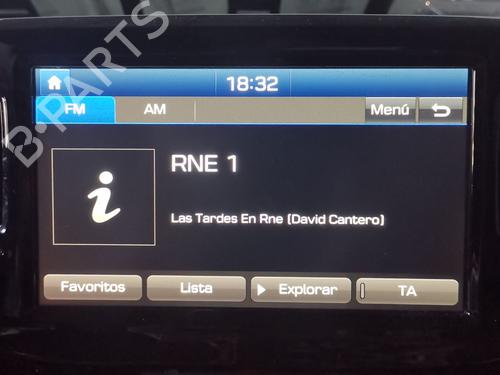 18:32
FM AM Menú
RNE 1
Las Tardes En Rne (David Cantero)
Favoritos Lista Explorar TA
B-PARTS